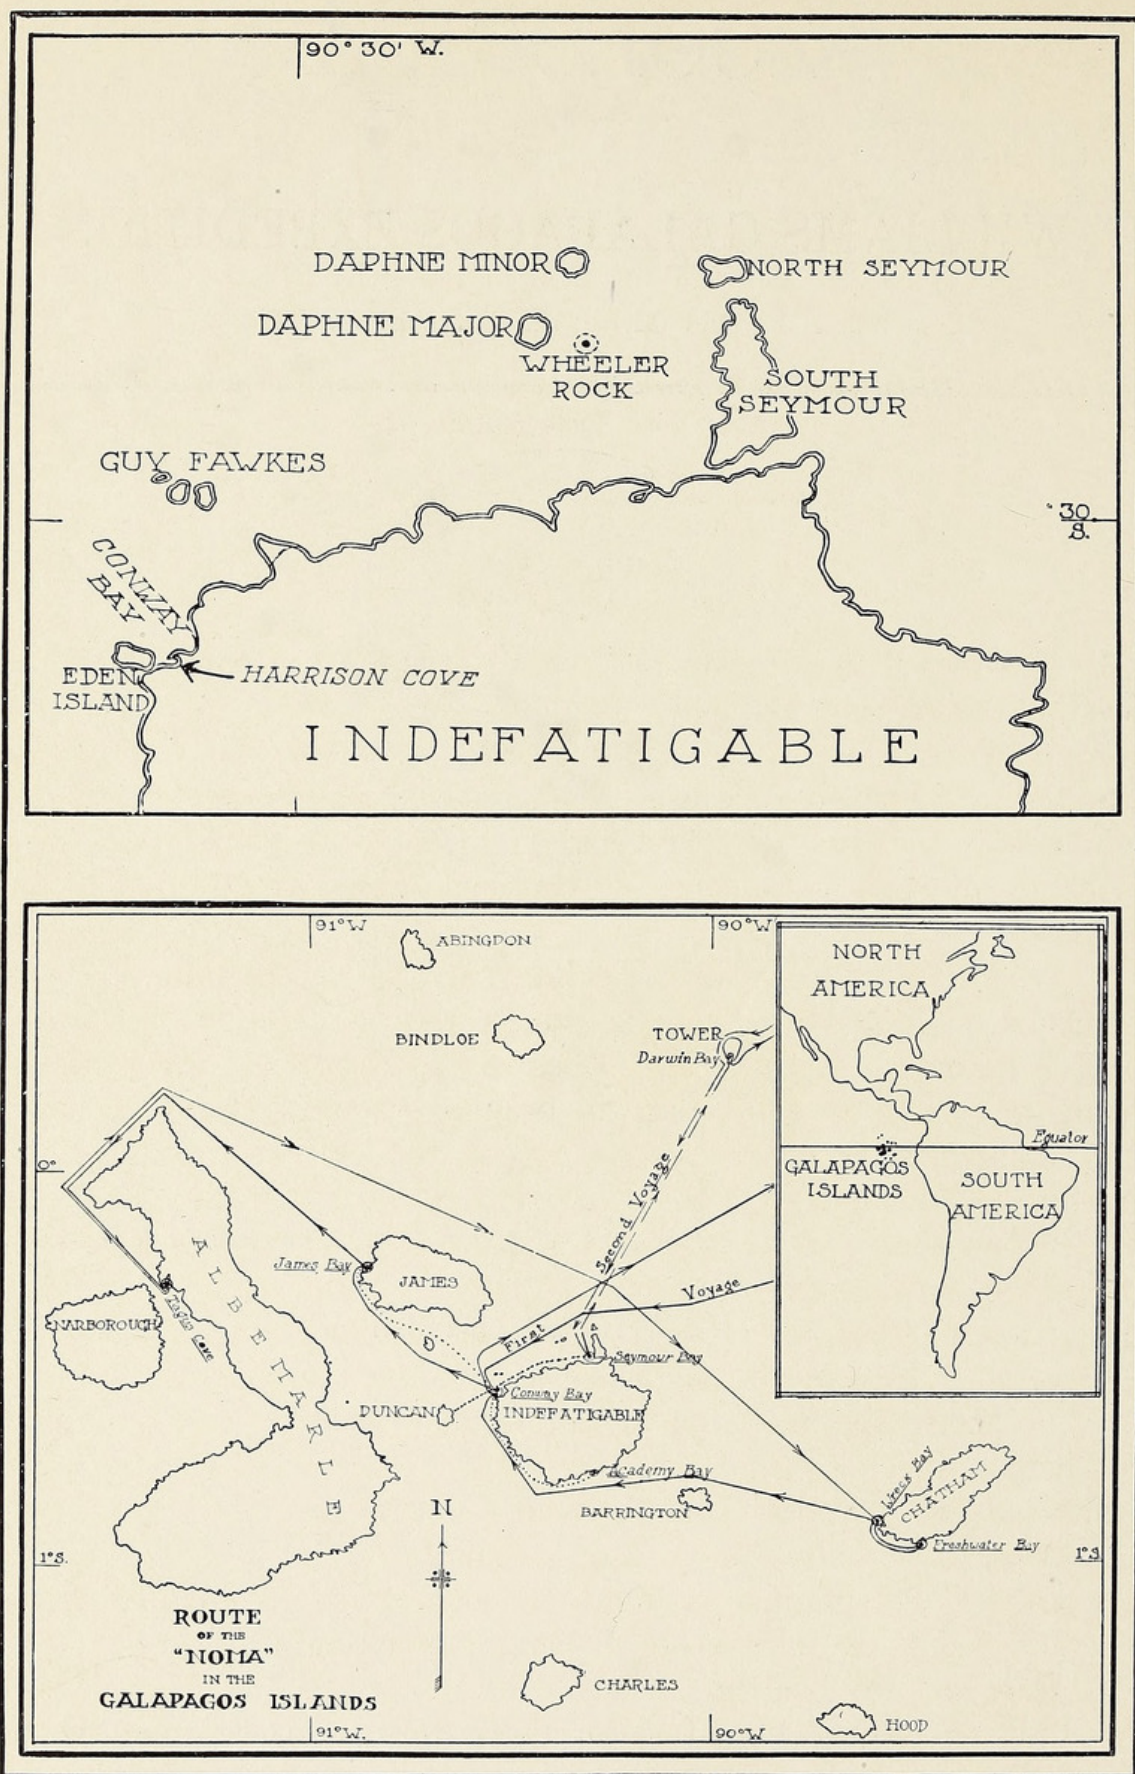 90° 30' W.
DAPHNE MINOR
NORTH SEYMOUR
DAPHNE MAJOR
WHEELER
ROCK
SOUTH
SEYMOUR
GUY FAWKES
30
S.
CONWAY
BAY
EDEN
ISLAND
HARRISON COVE
INDEFATIGABLE
91°W
90°W
ABINGDON
NORTH
AMERICA
BINDLOE
TOWER
Darwin Bay
Equator
0°
GALAPAGOS
ISLANDS
SOUTH
AMERICA
Second Voyage
ALBEMARLE
James Bay
JAMES
NARBOROUGH
Tagus Cove
First Voyage
Seymour Bay
Conway Bay
DUNCAN
INDEFATIGABLE
Academy Bay
BARRINGTON
Wreck Bay
CHATHAM
Freshwater Bay
N
1°S.
1°S
ROUTE
OF THE
"NOMA"
IN THE
GALAPAGOS ISLANDS
CHARLES
HOOD
91°W.
90°W